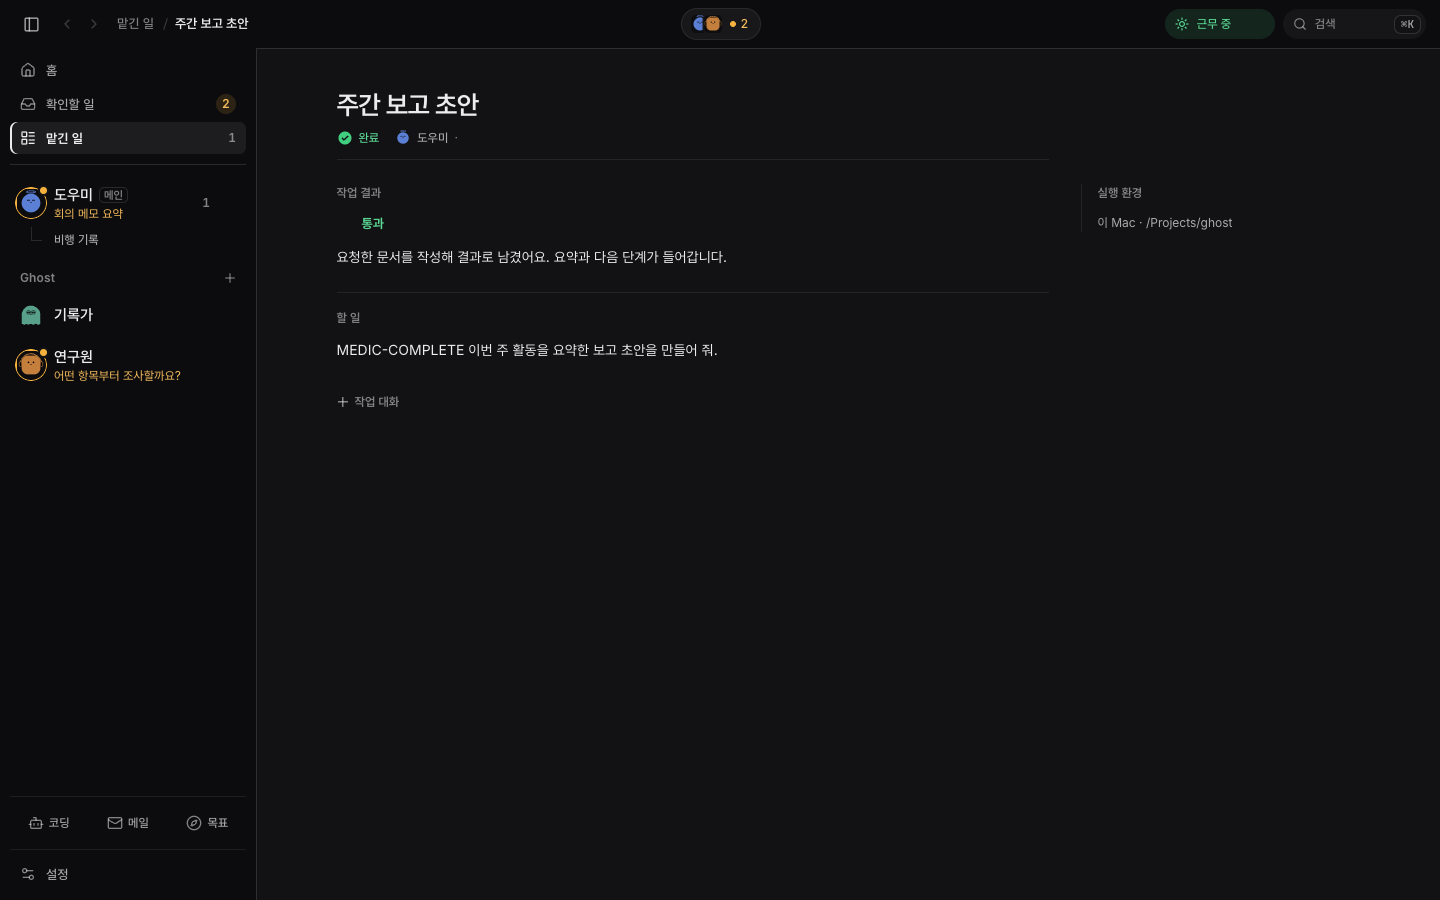 맡긴 일 / 주간 보고 초안
2
근무 중
검색
⌘K
홈
확인할 일 2
맡긴 일 1
도우미 메인
회의 메모 요약
1
비행 기록
Ghost
기록가
연구원
어떤 항목부터 조사할까요?
코딩
메일
목표
설정
주간 보고 초안
완료 도우미 ·
작업 결과
통과
요청한 문서를 작성해 결과로 남겼어요. 요약과 다음 단계가 들어갑니다.
할 일
MEDIC-COMPLETE 이번 주 활동을 요약한 보고 초안을 만들어 줘.
작업 대화
실행 환경
이 Mac · /Projects/ghost